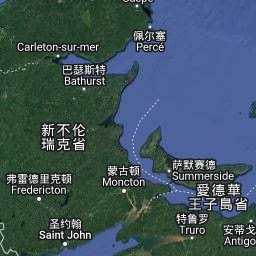 Gaspé
佩尔塞
Percé
Carleton-sur-mer
巴瑟斯特
Bathurst
新不伦
瑞克省
萨默赛德
Summerside
蒙古顿
Moncton
愛德華
王子島省
弗雷德里克顿
Fredericton
特鲁罗
Truro
安蒂戈
Antigo
圣约翰
Saint John